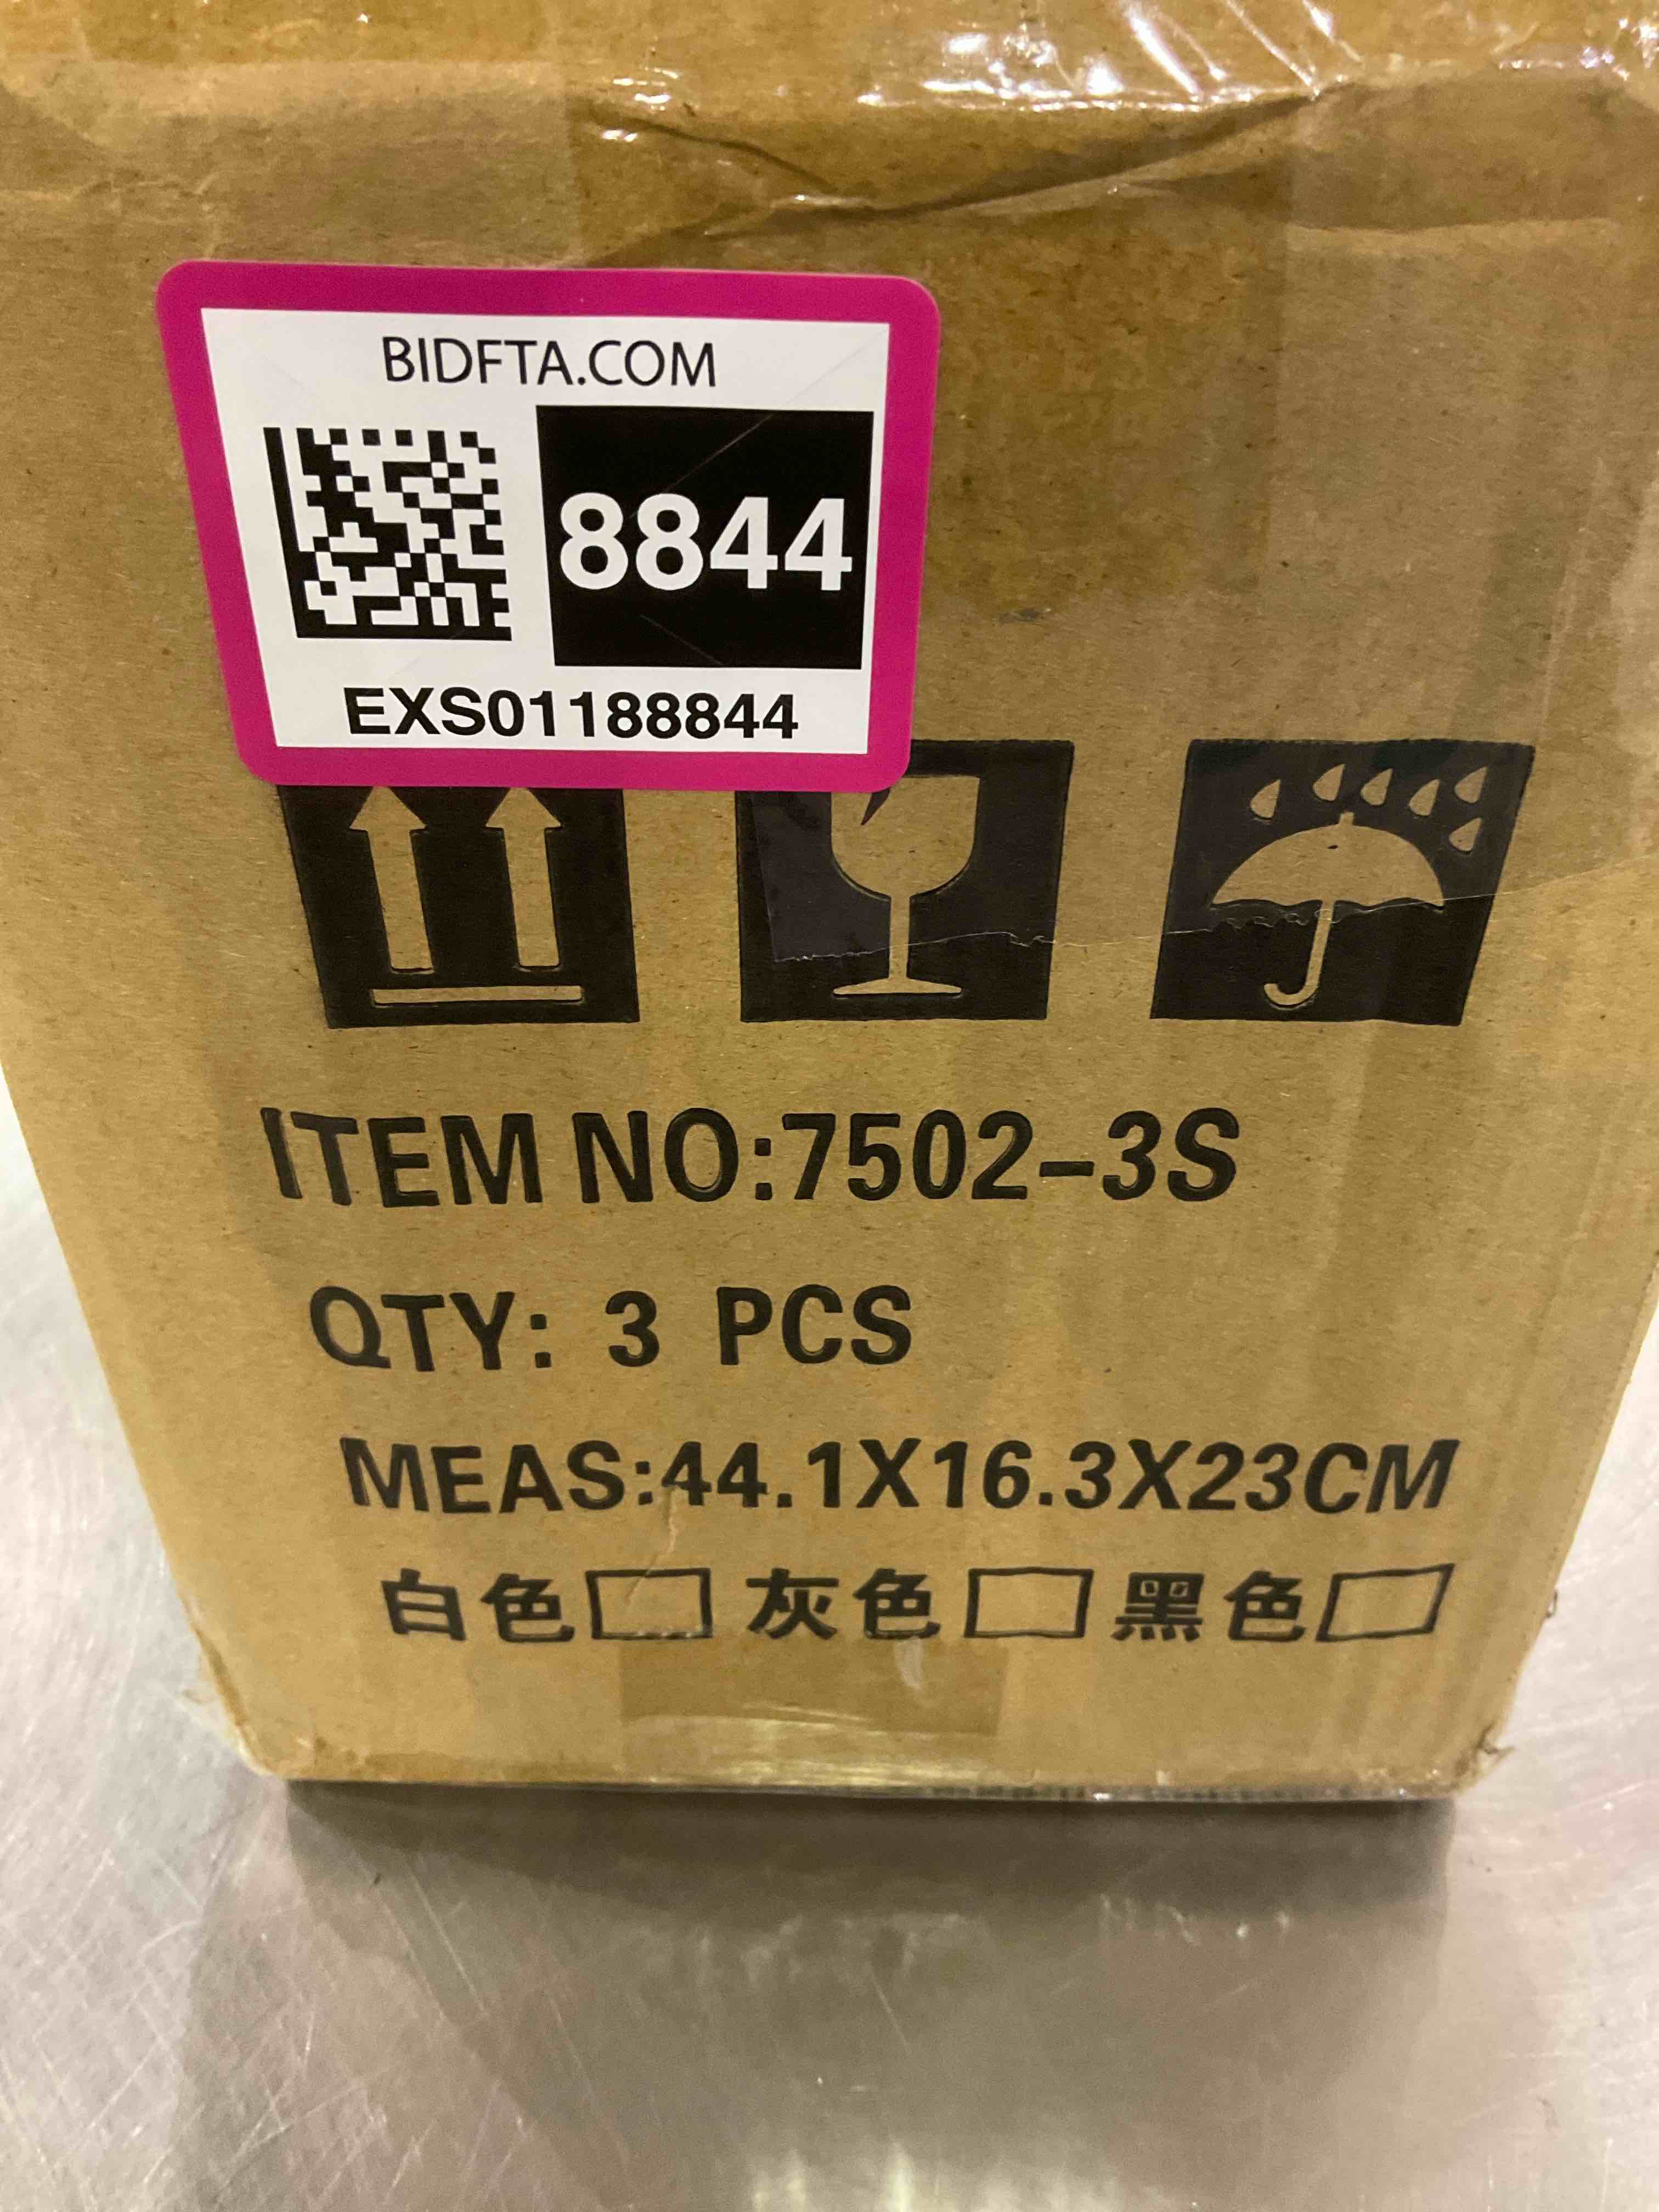 BIDFTA.COM
8844
EXS01188844
ITEM NO:7502-3S
QTY: 3 PCS
MEAS:44.1X16.3X23CM
白色 灰色 黑色